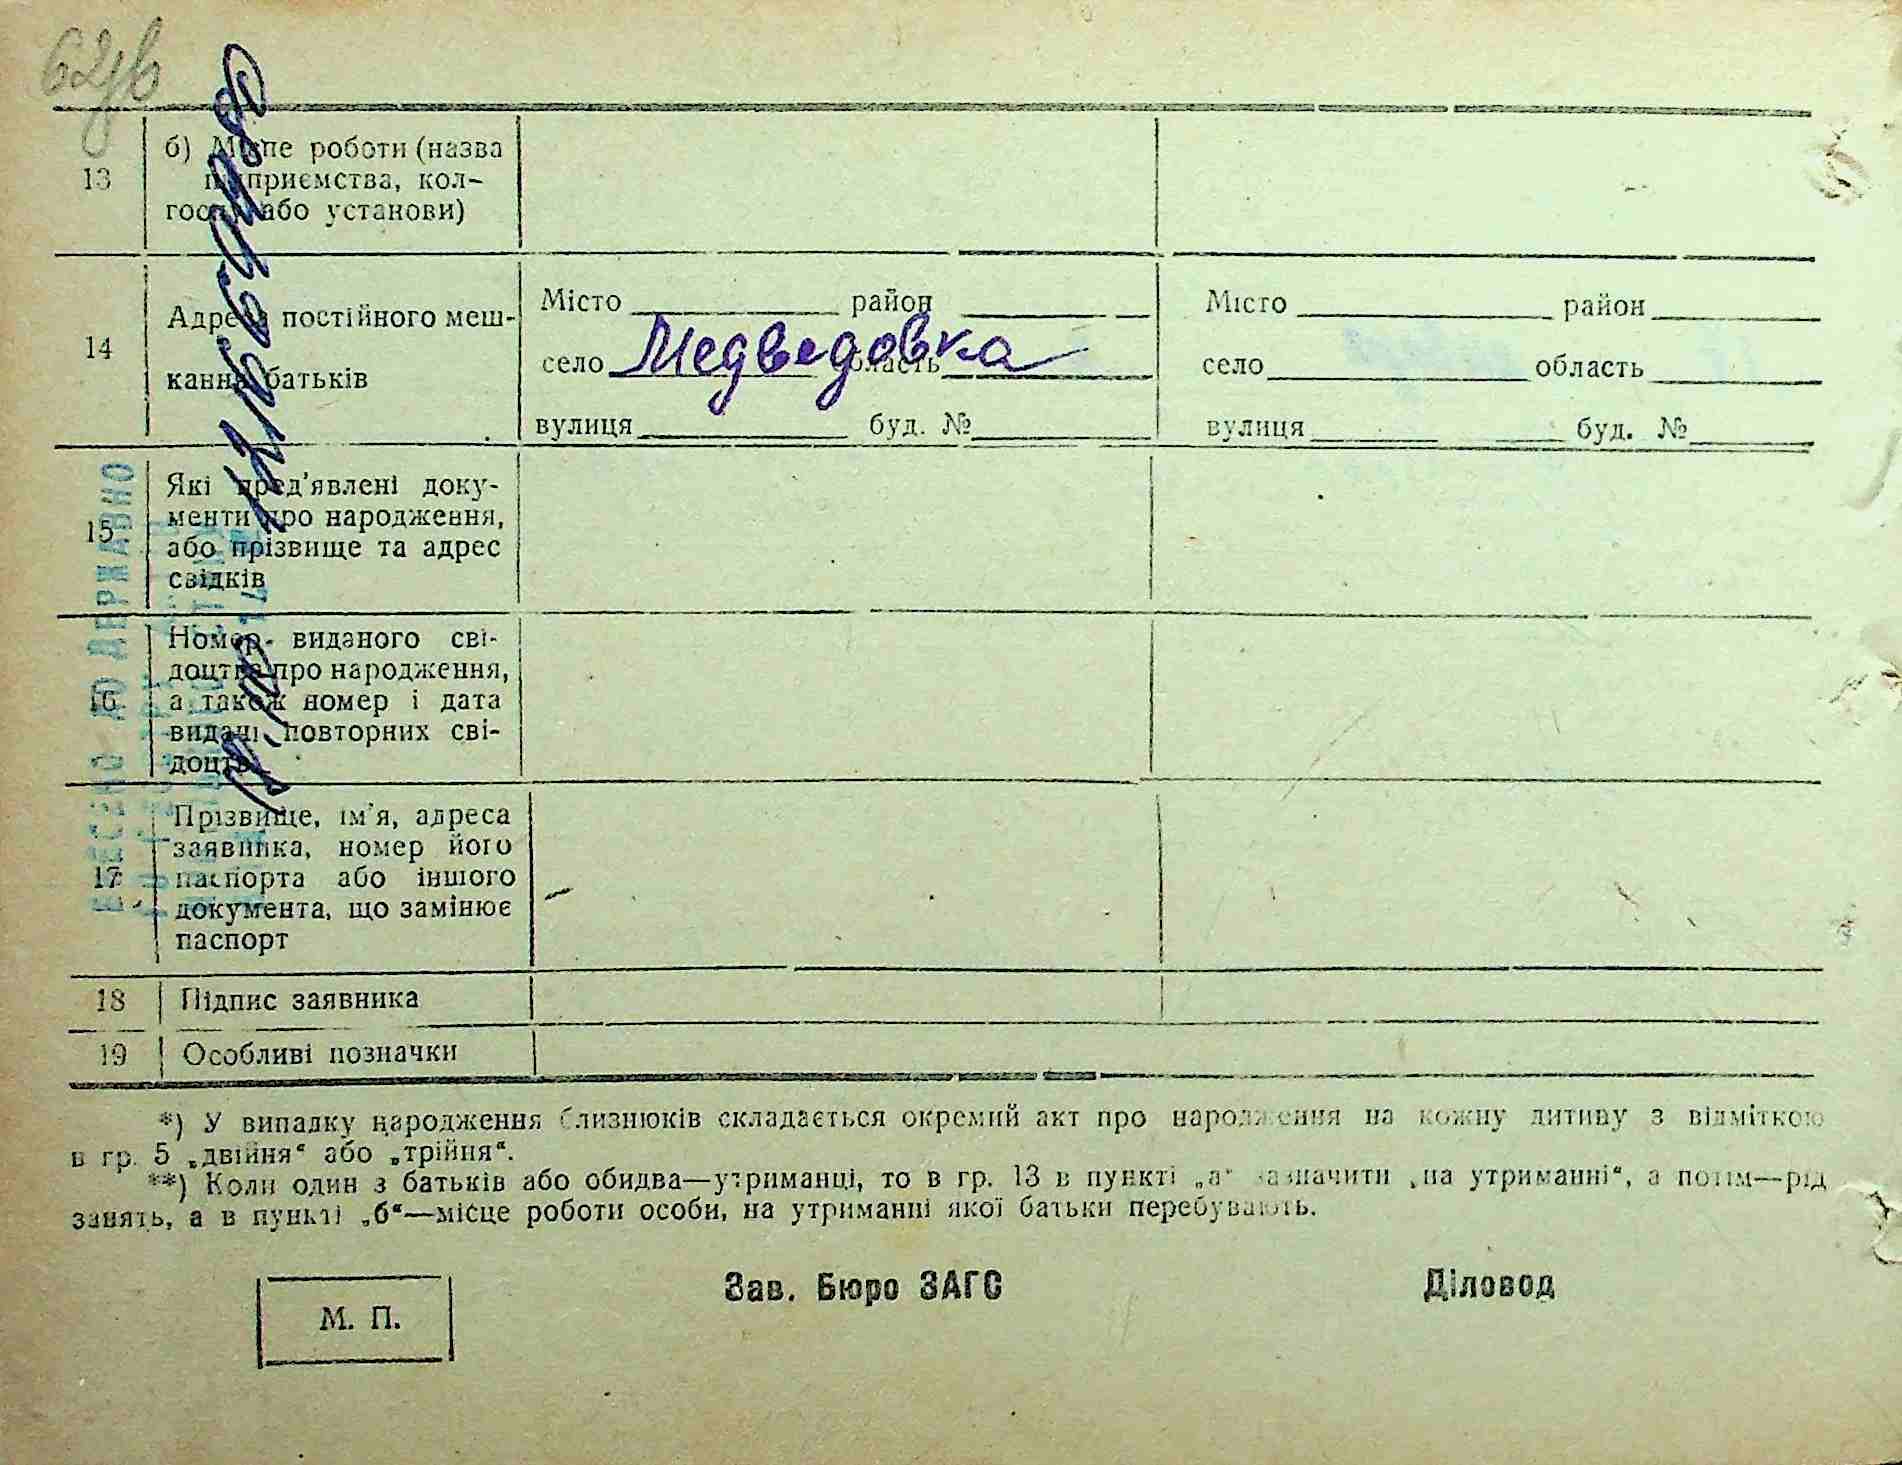 62зв
13
б) Місце роботи (назва
підприємства, кол-
госпу або установи)
14
Адреса постійного меш-
кання батьків
Місто район
село Медведовка область
вулиця буд. №
Місто район
село область
вулиця буд. №
15
Які пред'явлені доку-
менти про народження,
або прізвище та адрес
свідків
16
Номер виданого сві-
доцтва про народження,
а також номер і дата
видачі повторних сві-
доцтв
17
Прізвище, ім'я, адреса
заявника, номер його
паспорта або іншого
документа, що замінює
паспорт
18 Підпис заявника
19 Особливі позначки
*) У випадку народження близнюків складається окремий акт про народження на кожну дитину з відміткою
в гр. 5 „двійня“ або „трійня“.
**) Коли один з батьків або обидва—утриманці, то в гр. 13 в пункті „а“ зазначити „на утриманні“, а потім—рід
занять, а в пункті „б“—місце роботи особи, на утриманні якої батьки перебувають.
М. П.
Зав. Бюро ЗАГС
Діловод
ВНЕСЕНО ДО ДЕРЖАВНО